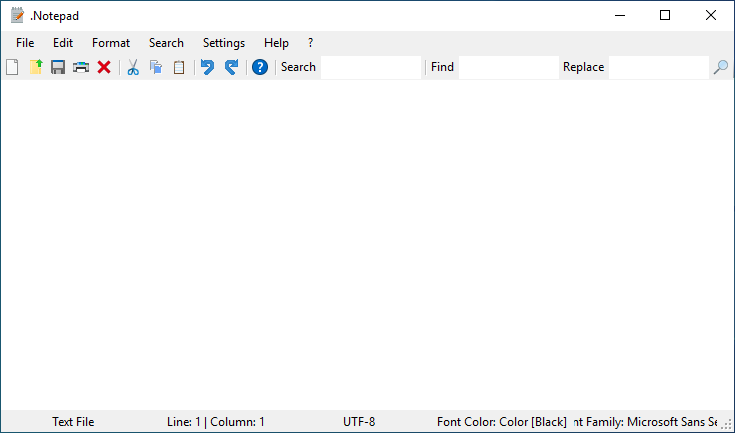 .Notepad
File Edit Format Search Settings Help ?
Search Find Replace
Text File Line: 1 | Column: 1 UTF-8 Font Color: Color [Black] nt Family: Microsoft Sans Se